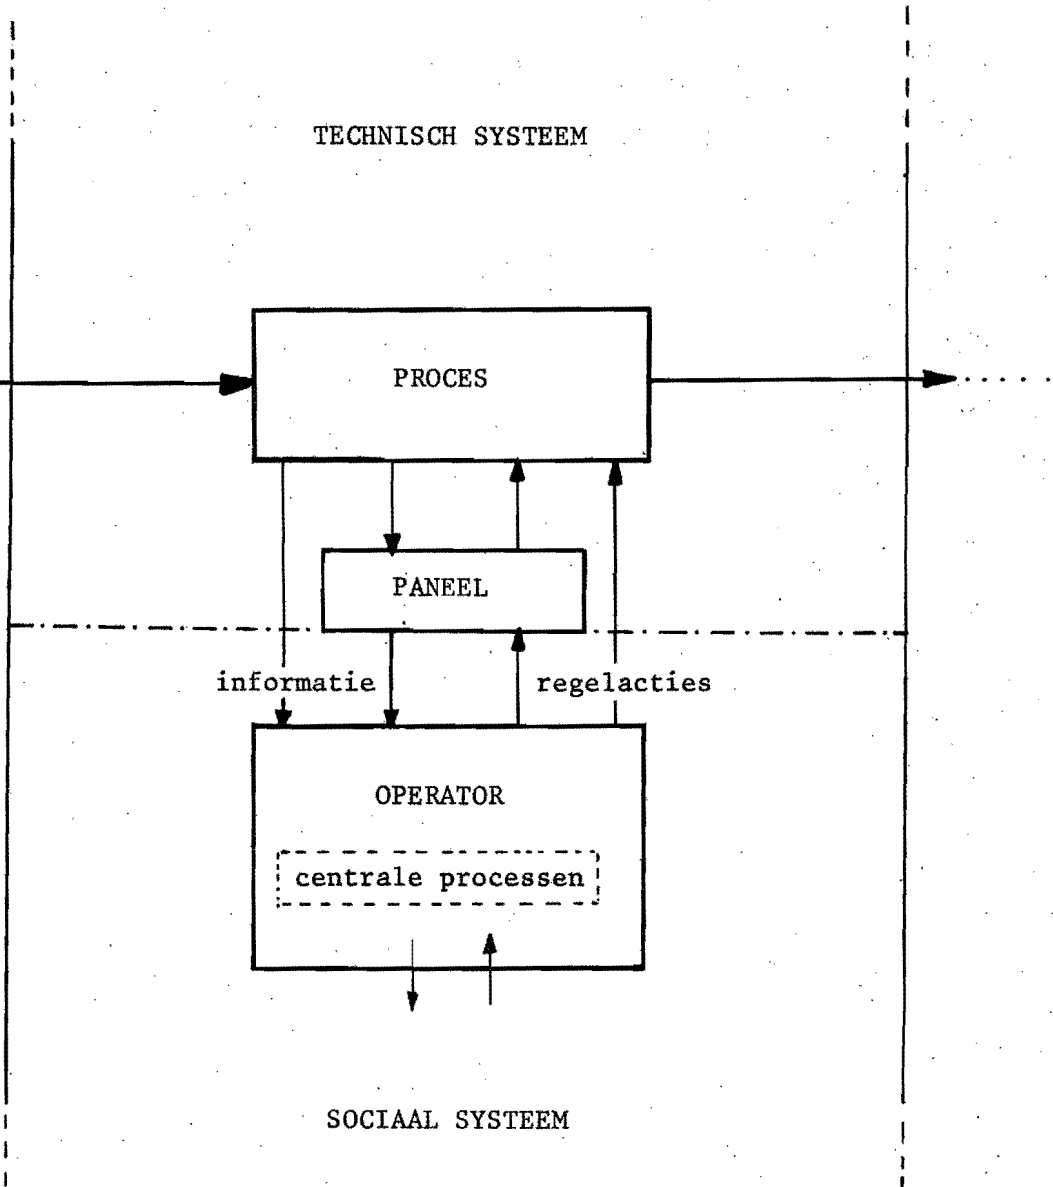 TECHNISCH SYSTEEM
PROCES
PANEEL
informatie
regelacties
OPERATOR
centrale processen
SOCIAAL SYSTEEM